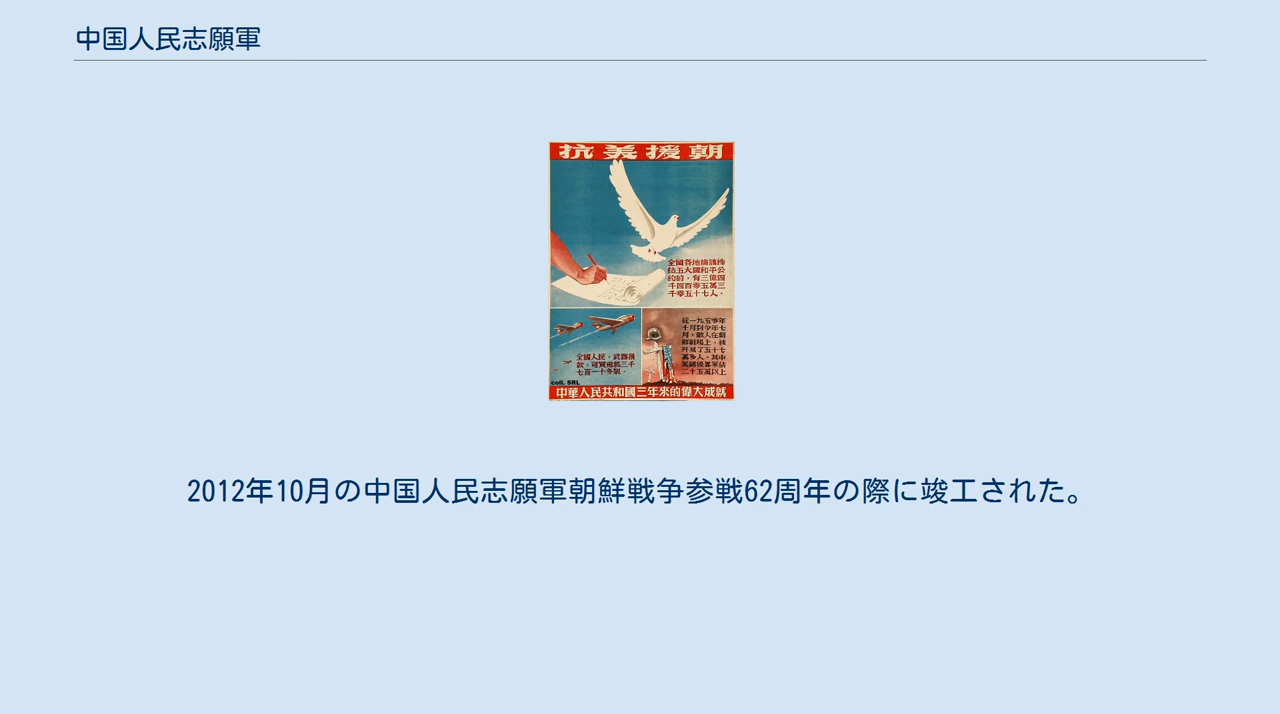 中国人民志願軍
抗美援朝
全國各地擁護締
結五大國和平公
約的,有三億四
千四百零五萬三
千零五十七人.
全國人民,武器捐
款,可買飛機三千
七百一十多架.
從一九五零年
十月到今年七
月,敵人在朝
鮮戰場上,被
殲滅了五十七
萬多人,其中
美國侵畧軍佔
二十五萬以上
coll. SRL
中華人民共和國三年來的偉大成就
2012年10月の中国人民志願軍朝鮮戦争参戦62周年の際に竣工された。